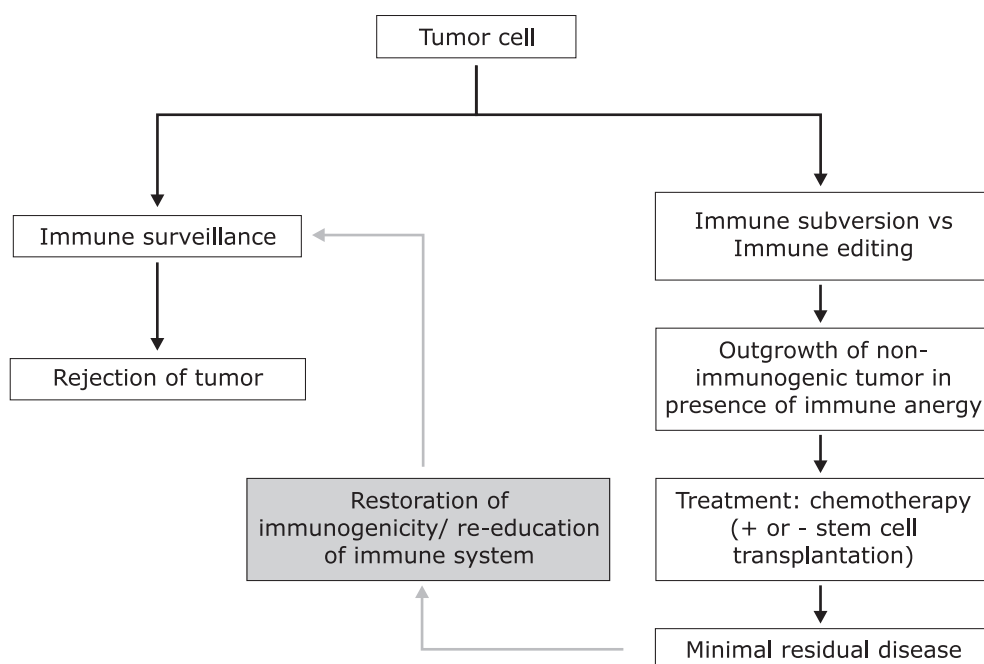 Tumor cell
Immune surveillance
Rejection of tumor
Immune subversion vs
Immune editing
Outgrowth of non-
immunogenic tumor in
presence of immune anergy
Restoration of
immunogenicity/ re-education
of immune system
Treatment: chemotherapy
(+ or - stem cell
transplantation)
Minimal residual disease